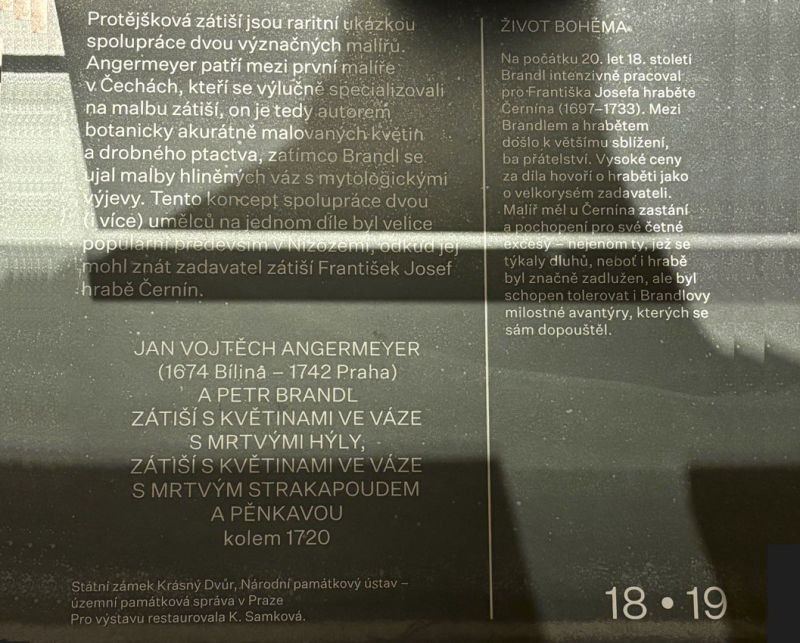 Protějšková zátiší jsou raritní ukázkou
spolupráce dvou význačných malířů.
Angermeyer patří mezi první malíře
v Čechách, kteří se výlučně specializovali
na malbu zátiší, on je tedy autorem
botanicky akurátně malovaných květin
a drobného ptactva, zatímco Brandl se
ujal malby hliněných váz s mytologickými
výjevy. Tento koncept spolupráce dvou
(i více) umělců na jednom díle byl velice
populární především v Nizozemí, odkud jej
mohl znát zadavatel zátiší František Josef
hrabě Černín.
JAN VOJTĚCH ANGERMEYER
(1674 Bílina – 1742 Praha)
A PETR BRANDL
ZÁTIŠÍ S KVĚTINAMI VE VÁZE
S MRTVÝMI HÝLY,
ZÁTIŠÍ S KVĚTINAMI VE VÁZE
S MRTVÝM STRAKAPOUDEM
A PĚNKAVOU
kolem 1720
Státní zámek Krásný Dvůr, Národní památkový ústav –
územní památková správa v Praze
Pro výstavu restaurovala K. Samková.
ŽIVOT BOHÉMA
Na počátku 20. let 18. století
Brandl intenzivně pracoval
pro Františka Josefa hraběte
Černína (1697–1733). Mezi
Brandlem a hrabětem
došlo k většímu sblížení,
ba přátelství. Vysoké ceny
za díla hovoří o hraběti jako
o velkorysém zadavateli.
Malíř měl u Černína zastání
a pochopení pro své četné
excesy – nejenom ty, jež se
týkaly dluhů, neboť i hrabě
byl značně zadlužen, ale byl
schopen tolerovat i Brandlovy
milostné avantýry, kterých se
sám dopouštěl.
18 • 19